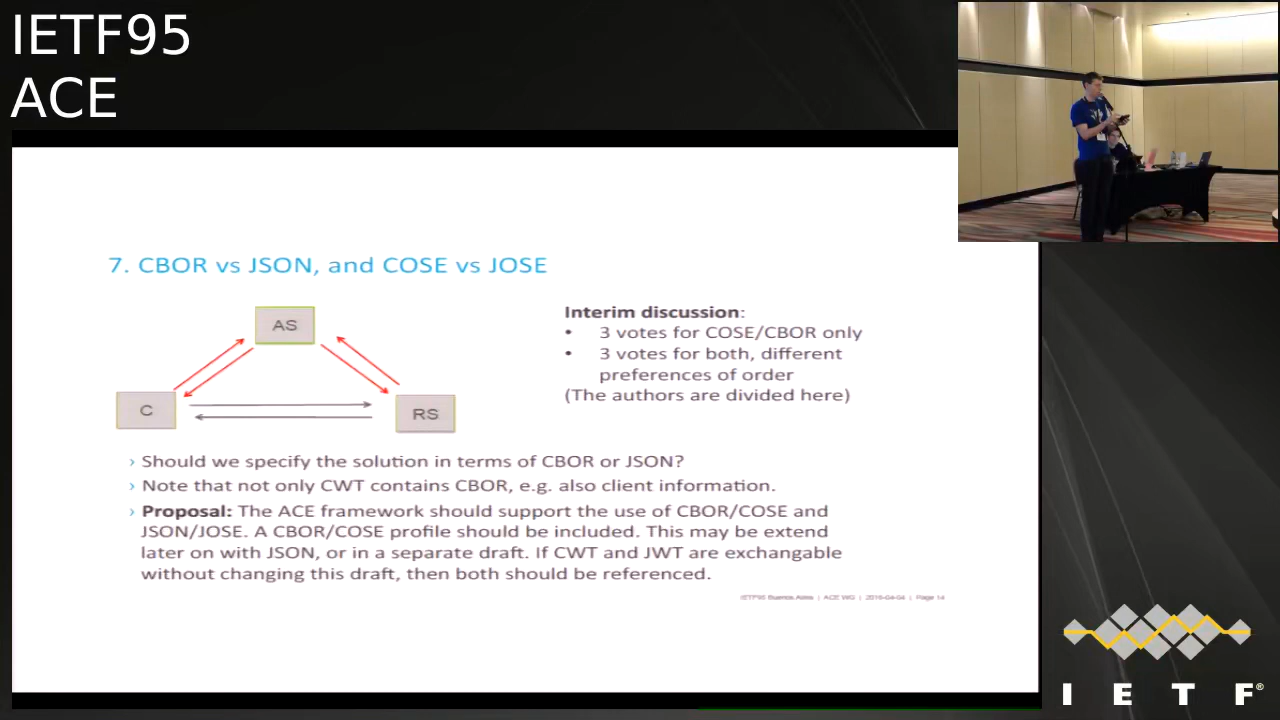 IETF95
ACE
7. CBOR vs JSON, and COSE vs JOSE
AS
C
RS
Interim discussion:
• 3 votes for COSE/CBOR only
• 3 votes for both, different
preferences of order
(The authors are divided here)
› Should we specify the solution in terms of CBOR or JSON?
› Note that not only CWT contains CBOR, e.g. also client information.
› Proposal: The ACE framework should support the use of CBOR/COSE and
JSON/JOSE. A CBOR/COSE profile should be included. This may be extend
later on with JSON, or in a separate draft. If CWT and JWT are exchangable
without changing this draft, then both should be referenced.
IETF95 Buenos Aires | ACE WG | 2016-04-04 | Page 14
I E T F®